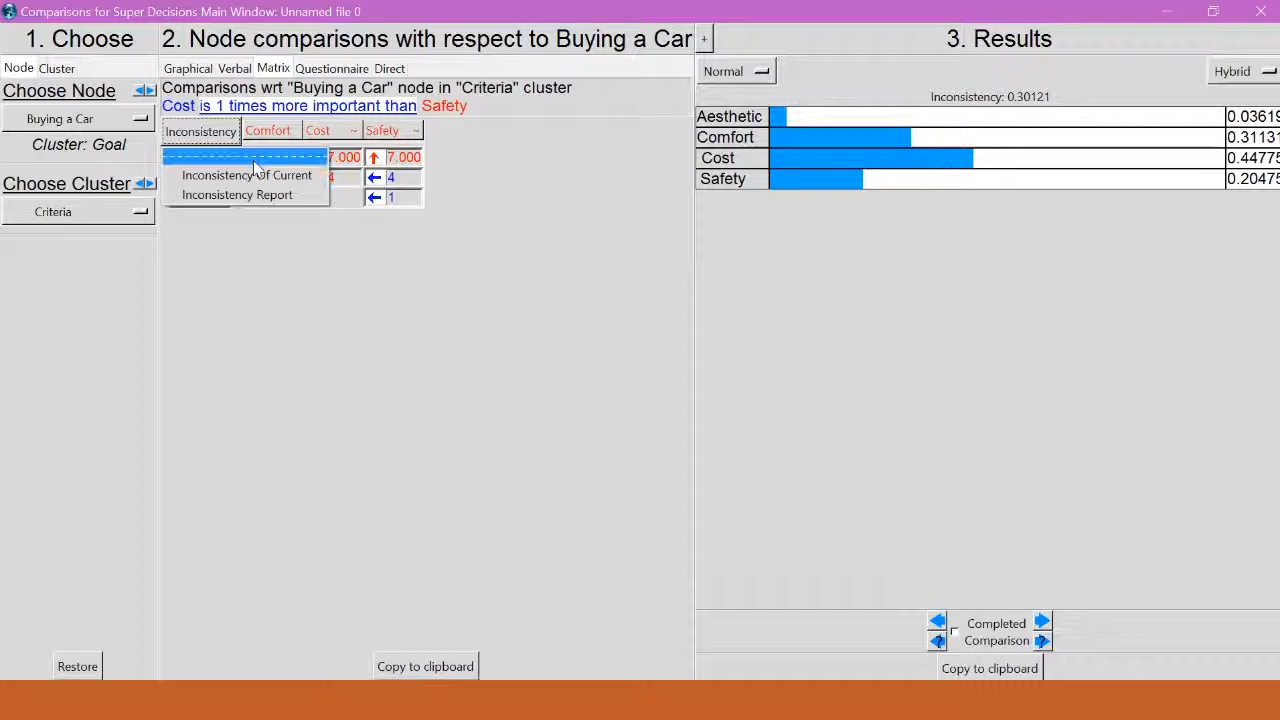 Comparisons for Super Decisions Main Window: Unnamed file 0
1. Choose
2. Node comparisons with respect to Buying a Car
+
3. Results
Node Cluster
Graphical Verbal Matrix Questionnaire Direct
Normal
Hybrid
Choose Node
Comparisons wrt "Buying a Car" node in "Criteria" cluster
Inconsistency: 0.30121
Cost is 1 times more important than Safety
Buying a Car
Cluster: Goal
Inconsistency Comfort Cost ~ Safety ~
7.000 7.000
4 4
1
Inconsistency of Current
Inconsistency Report
Choose Cluster
Criteria
Aesthetic 0.03619
Comfort 0.31131
Cost 0.44775
Safety 0.20475
Completed
Comparison
Restore
Copy to clipboard
Copy to clipboard